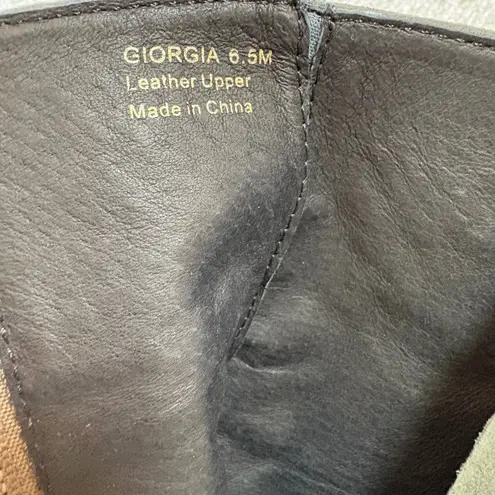 GIORGIA 6.5M
Leather Upper
Made in China